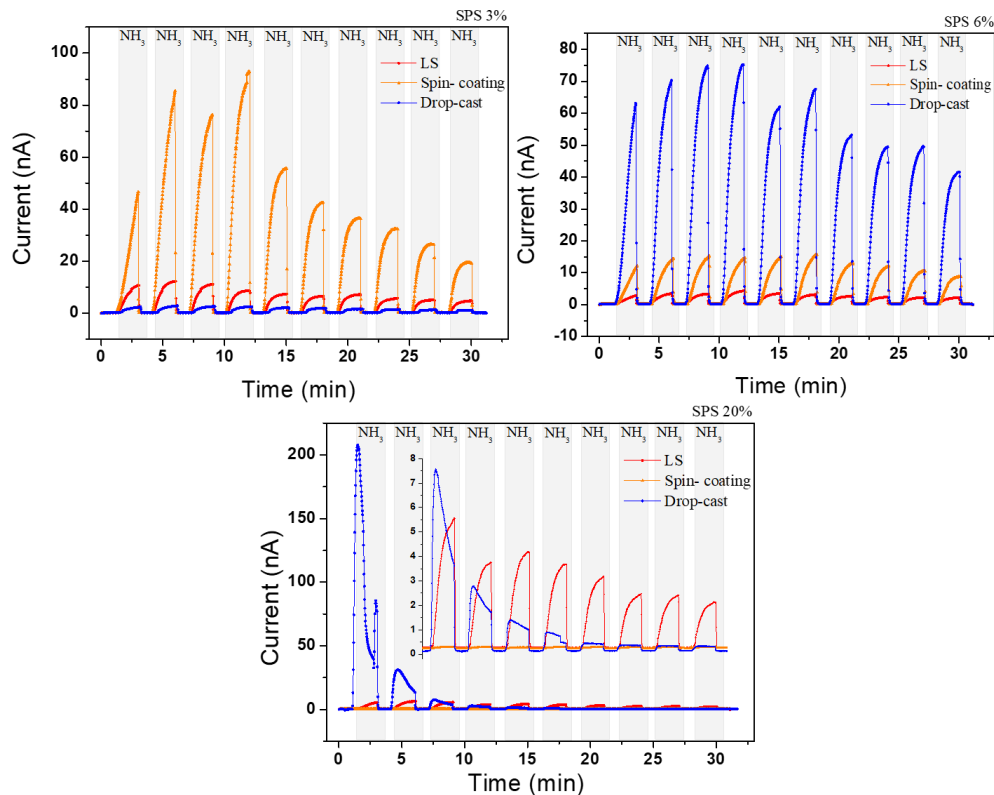 SPS 3%
NH3 NH3 NH3 NH3 NH3 NH3 NH3 NH3 NH3 NH3
LS
Spin- coating
Drop-cast
100
80
60
40
20
0
Current (nA)
0 5 10 15 20 25 30
Time (min)
SPS 6%
NH3 NH3 NH3 NH3 NH3 NH3 NH3 NH3 NH3 NH3
LS
Spin- coating
Drop-cast
80
70
60
50
40
30
20
10
0
-10
Current (nA)
0 5 10 15 20 25 30
Time (min)
SPS 20%
NH3 NH3 NH3 NH3 NH3 NH3 NH3 NH3 NH3 NH3
LS
Spin- coating
Drop-cast
200
150
100
50
0
Current (nA)
8
7
6
5
4
3
2
1
0
0 5 10 15 20 25 30
Time (min)